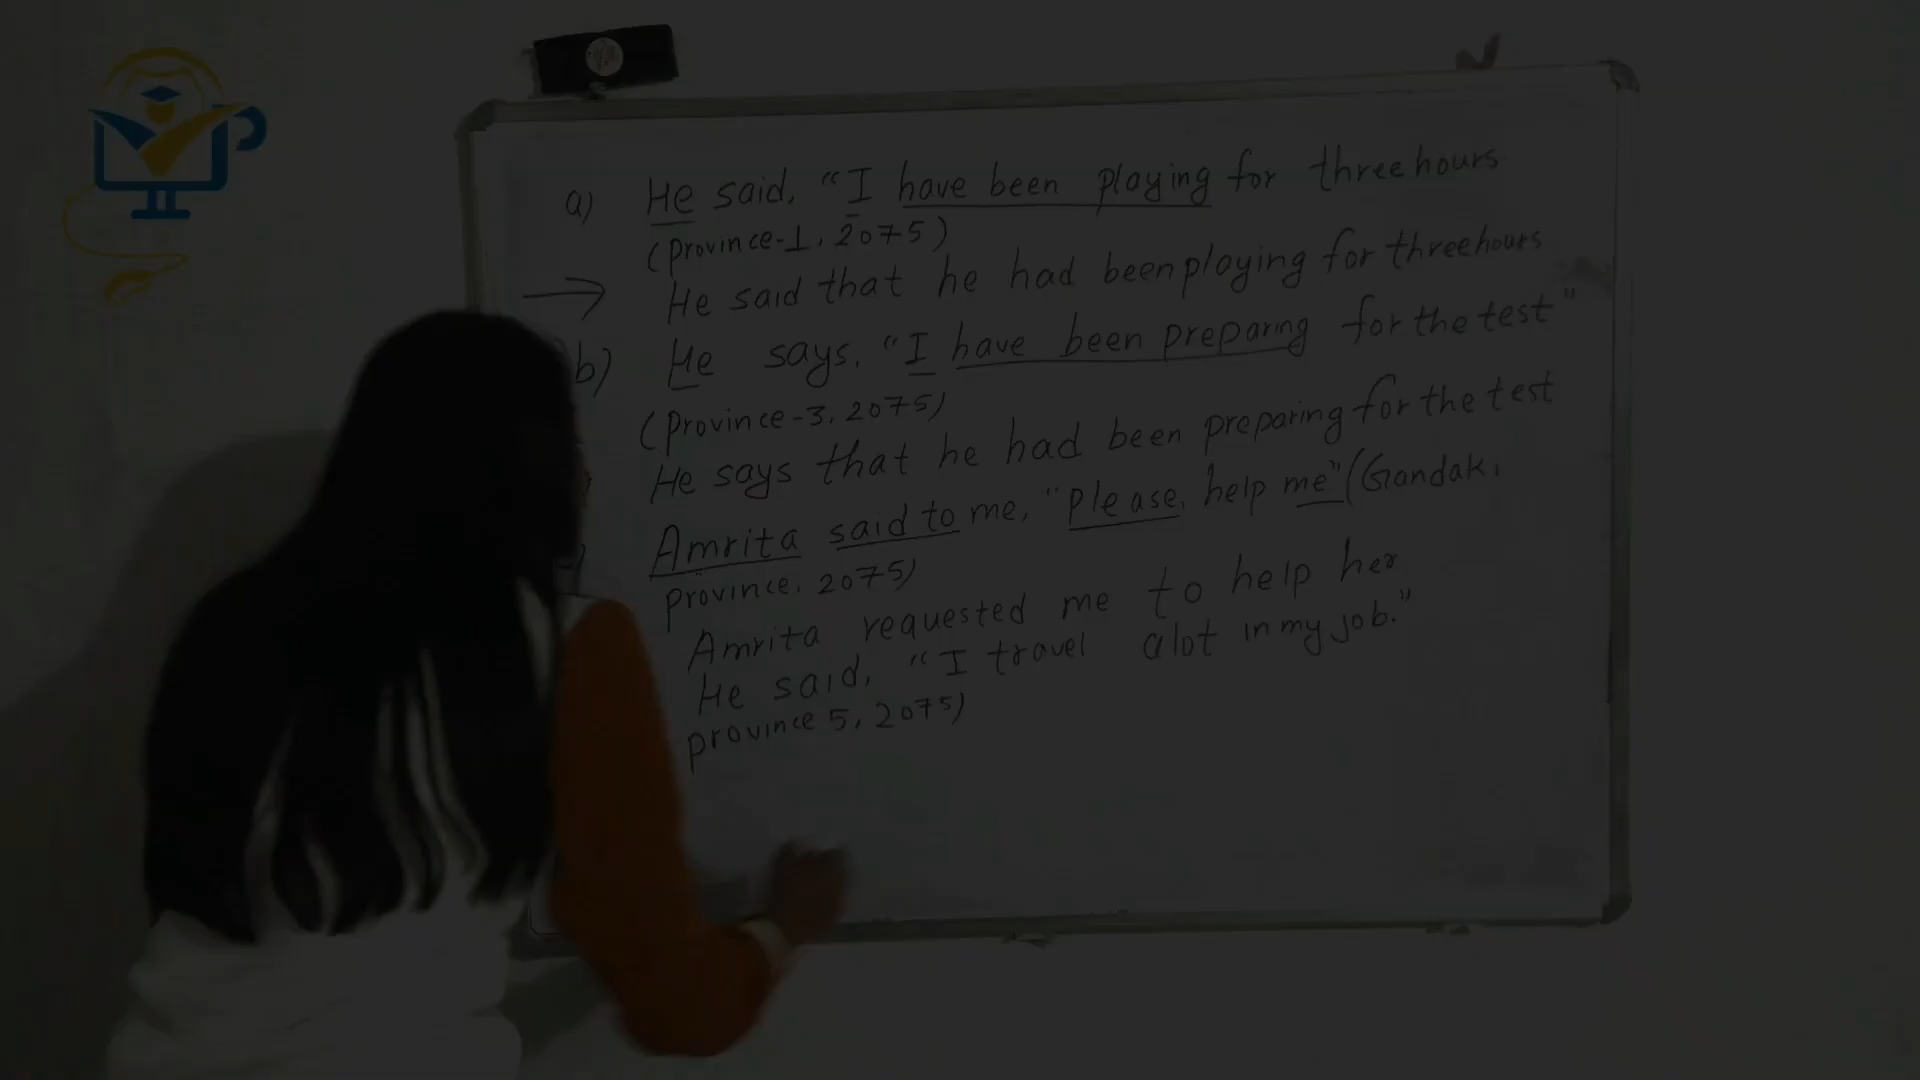 a) He said, "I have been playing for three hours
(province-1, 2075)
→ He said that he had been playing for three hours
b) He says, "I have been preparing for the test"
(Province-3, 2075)
He says that he had been preparing for the test
) Amrita said to me, "Please, help me" (Gandak,
province, 2075)
Amrita requested me to help her
He said, "I travel a lot in my job."
province 5, 2075)